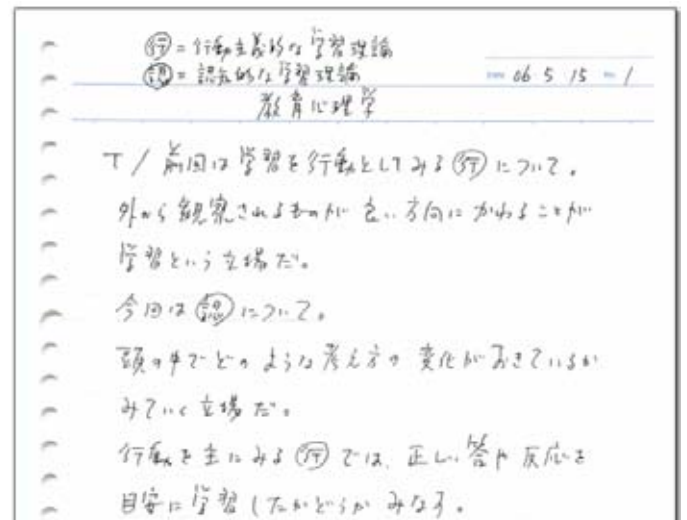 ㊀行=行動主義的な学習理論
認=認知的な学習理論
06 5 15 1
教育心理学
T/前回は学習を行動としてみる行について。
外から観察されるものが良い方向にかわることが
学習という立場だ。
今回は認について。
頭の中でどのような考え方の変化がおきているか
みていく立場だ。
行動を主にみる行では、正しい答や反応を
目安に学習したかどうかみなす。